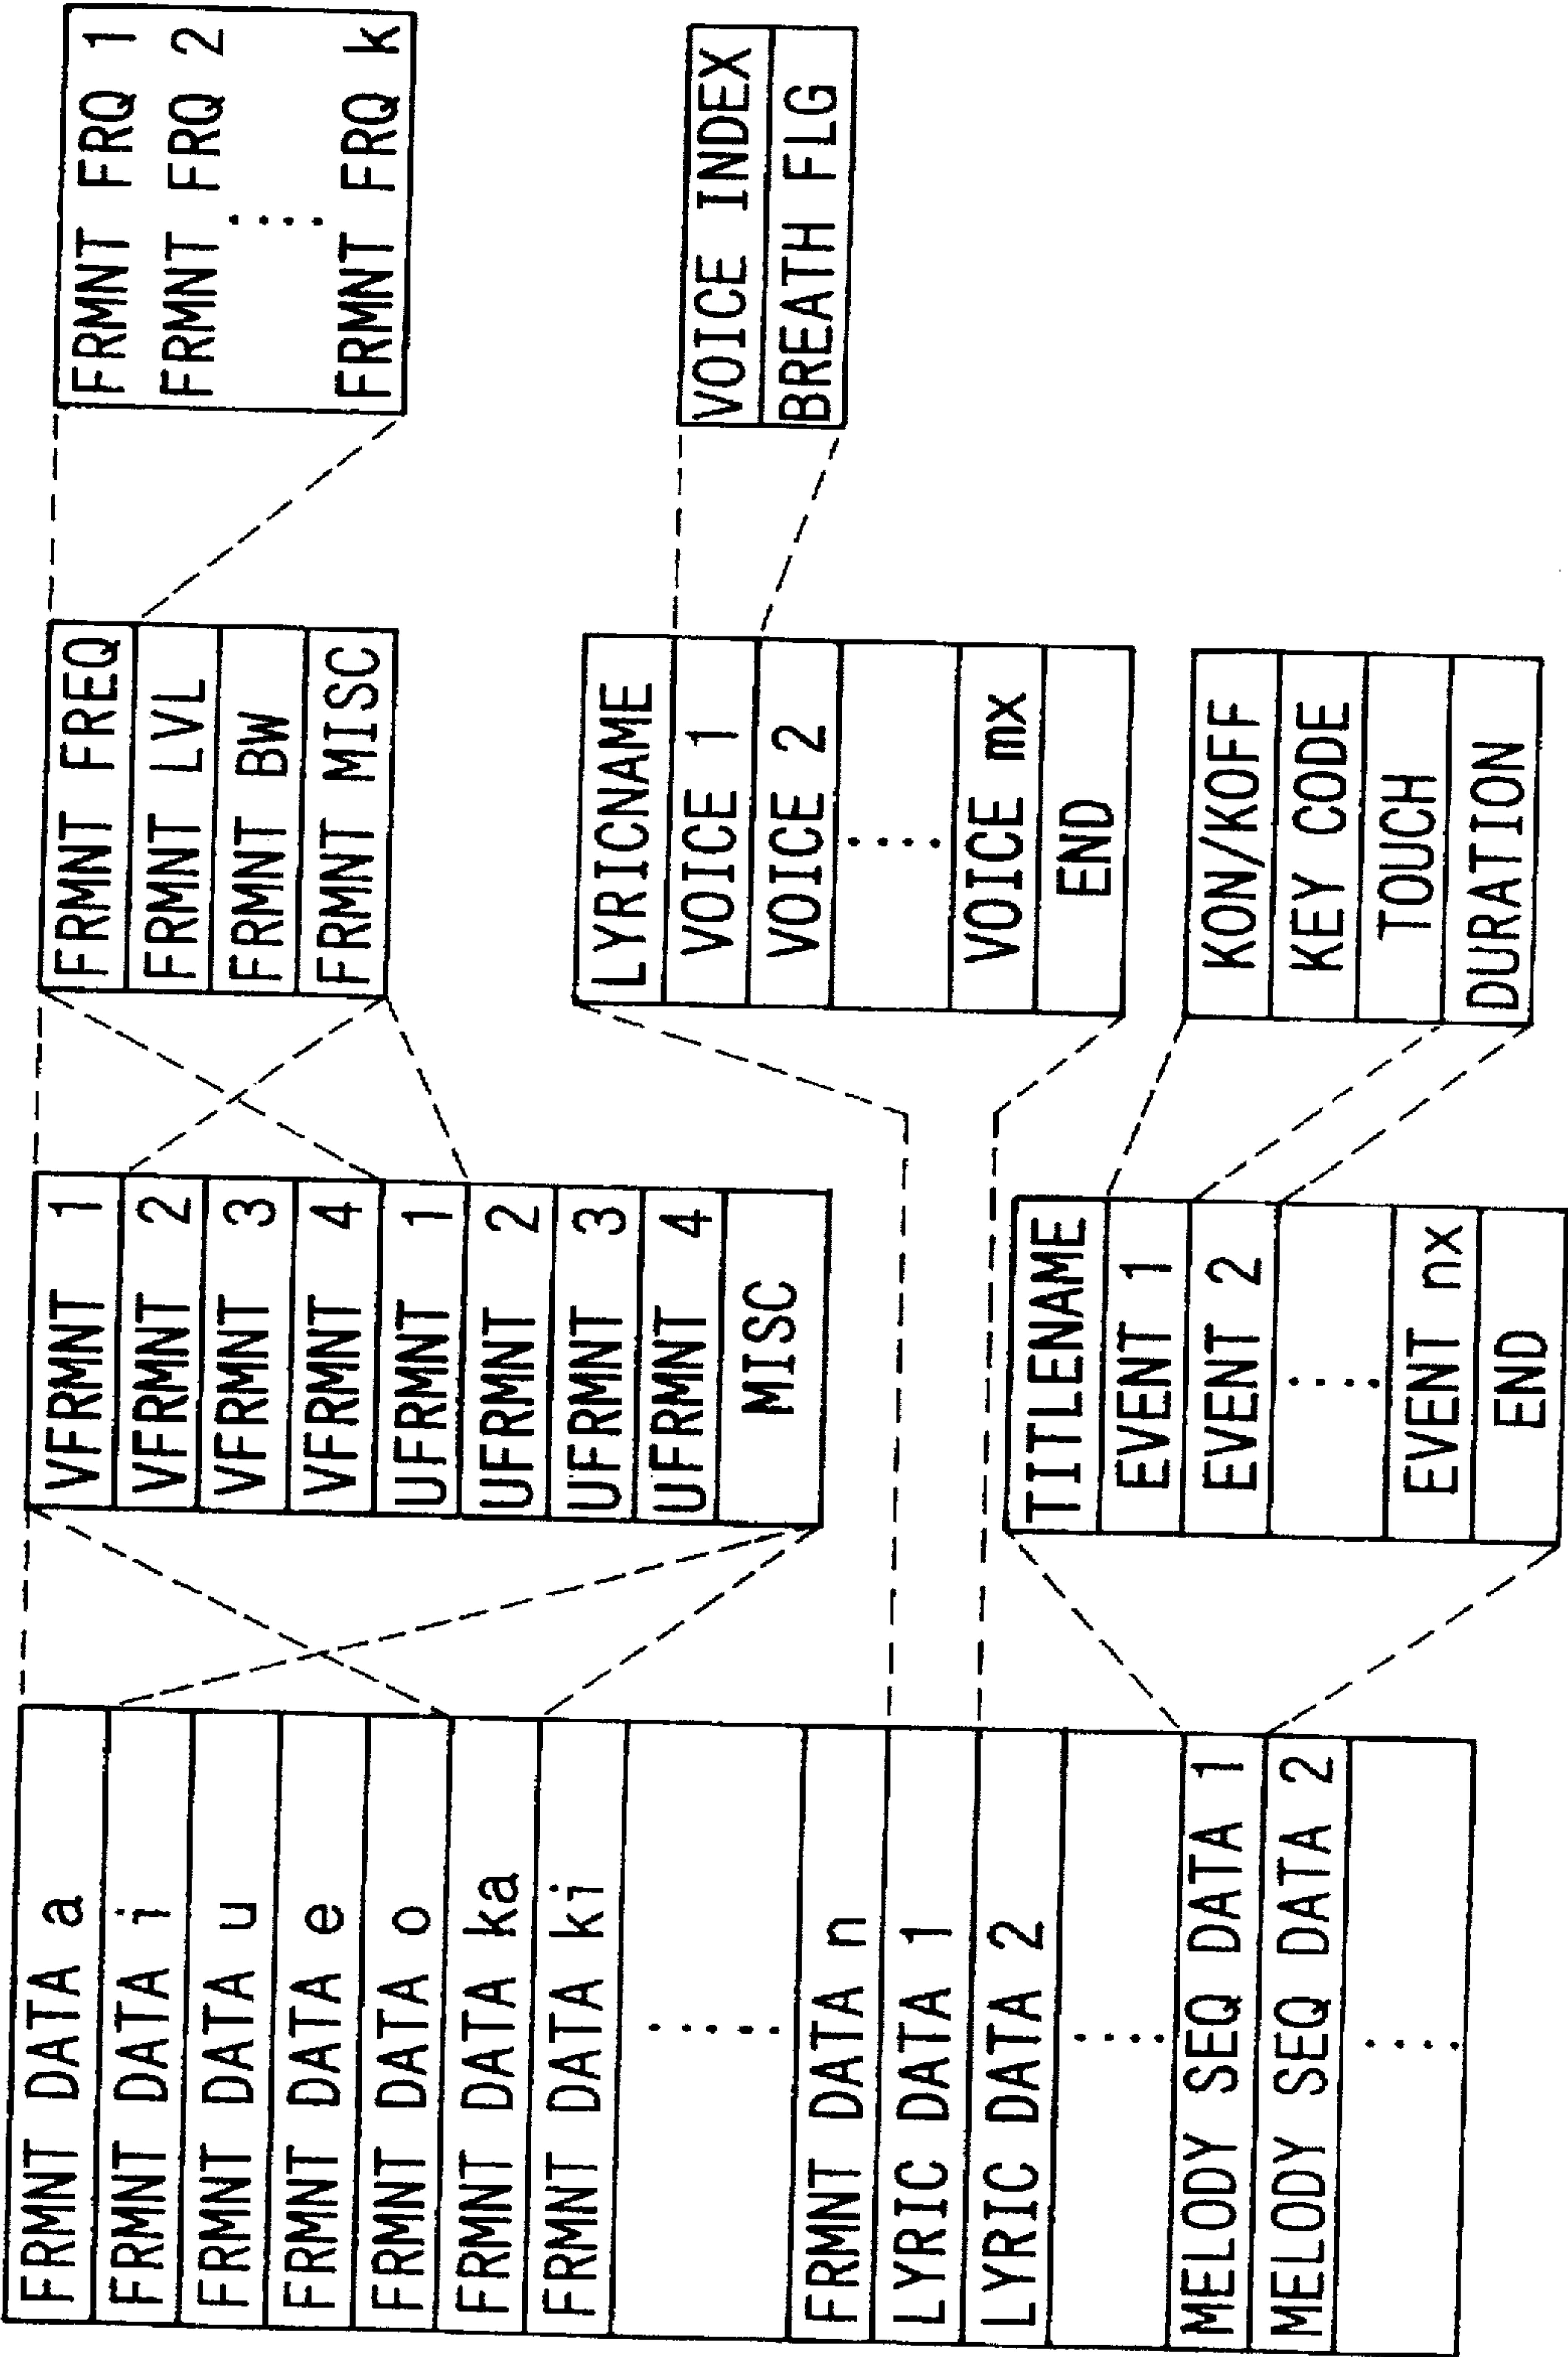 FRMNT DATA a
FRMNT DATA i
FRMNT DATA u
FRMNT DATA e
FRMNT DATA o
FRMNT DATA ka
FRMNT DATA ki
.....
FRMNT DATA n
LYRIC DATA 1
LYRIC DATA 2
....
MELODY SEQ DATA 1
MELODY SEQ DATA 2
....
VFRMNT 1
VFRMNT 2
VFRMNT 3
VFRMNT 4
UFRMNT 1
UFRMNT 2
UFRMNT 3
UFRMNT 4
MISC
TITLENAME
EVENT 1
EVENT 2
....
EVENT nx
END
FRMNT FREQ
FRMNT LVL
FRMNT BW
FRMNT MISC
LYRICNAME
VOICE 1
VOICE 2
....
VOICE mx
END
KON/KOFF
KEY CODE
TOUCH
DURATION
FRMNT FRQ 1
FRMNT FRQ 2
....
FRMNT FRQ k
VOICE INDEX
BREATH FLG